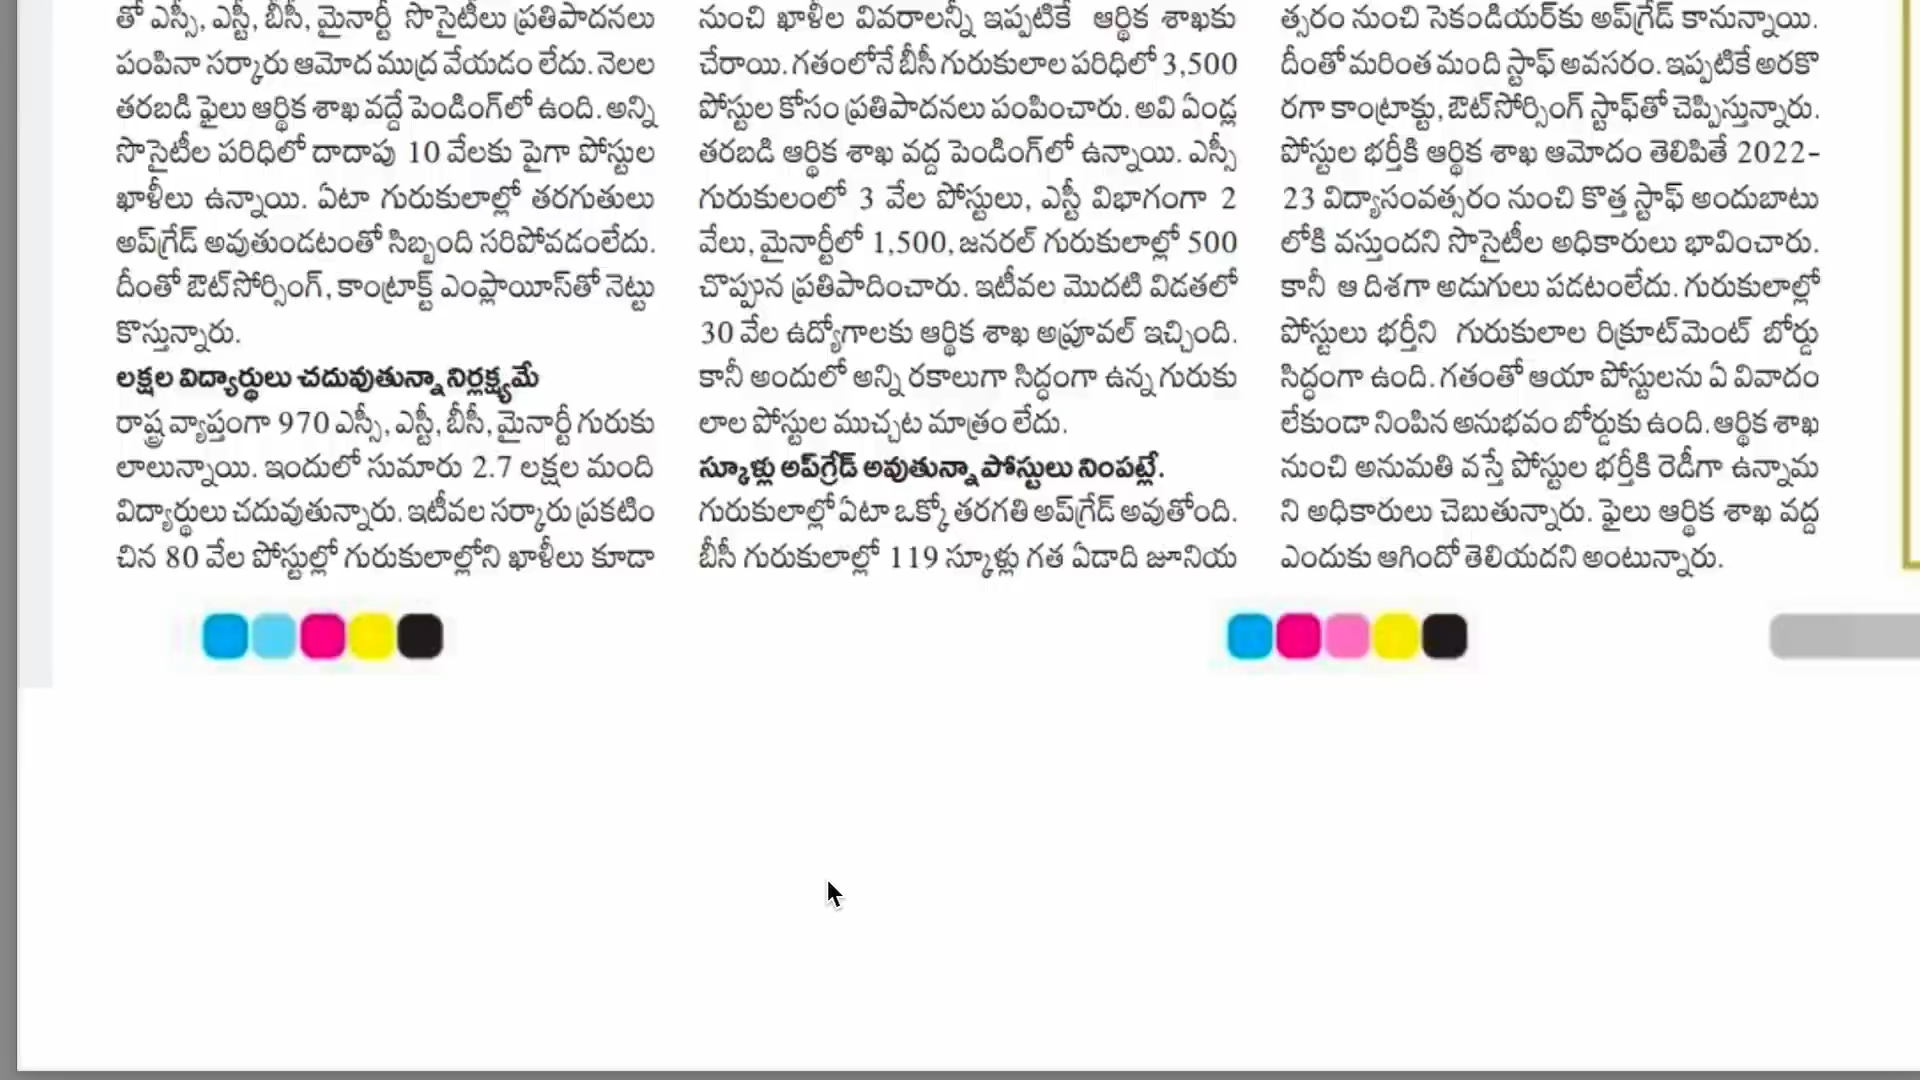 తో ఎస్సీ, ఎస్టీ, బీసీ, మైనార్టీ సొసైటీలు ప్రతిపాదనలు
పంపినా సర్కారు ఆమోద ముద్ర వేయడం లేదు. నెలల
తరబడి ఫైలు ఆర్థిక శాఖ వద్దే పెండింగ్‌లో ఉంది. అన్ని
సొసైటీల పరిధిలో దాదాపు 10 వేలకు పైగా పోస్టుల
ఖాళీలు ఉన్నాయి. ఏటా గురుకులాల్లో తరగుతులు
అప్‌గ్రేడ్ అవుతుండటంతో సిబ్బంది సరిపోవడంలేదు.
దీంతో ఔట్‌సోర్సింగ్, కాంట్రాక్ట్ ఎంప్లాయీస్‌తో నెట్టు
కొస్తున్నారు.
లక్షల విద్యార్థులు చదువుతున్నా నిర్లక్ష్యమే
రాష్ట్ర వ్యాప్తంగా 970 ఎస్సీ, ఎస్టీ, బీసీ, మైనార్టీ గురుకు
లాలున్నాయి. ఇందులో సుమారు 2.7 లక్షల మంది
విద్యార్థులు చదువుతున్నారు. ఇటీవల సర్కారు ప్రకటిం
చిన 80 వేల పోస్టుల్లో గురుకులాల్లోని ఖాళీలు కూడా
నుంచి ఖాళీల వివరాలన్నీ ఇప్పటికే ఆర్థిక శాఖకు
చేరాయి. గతంలోనే బీసీ గురుకులాల పరిధిలో 3,500
పోస్టుల కోసం ప్రతిపాదనలు పంపించారు. అవి ఏండ్ల
తరబడి ఆర్థిక శాఖ వద్ద పెండింగ్‌లో ఉన్నాయి. ఎస్సీ
గురుకులంలో 3 వేల పోస్టులు, ఎస్టీ విభాగంగా 2
వేలు, మైనార్టీలో 1,500, జనరల్ గురుకులాల్లో 500
చొప్పున ప్రతిపాదించారు. ఇటీవల మొదటి విడతలో
30 వేల ఉద్యోగాలకు ఆర్థిక శాఖ అప్రూవల్ ఇచ్చింది.
కానీ అందులో అన్ని రకాలుగా సిద్ధంగా ఉన్న గురుకు
లాల పోస్టుల ముచ్చట మాత్రం లేదు.
స్కూళ్లు అప్‌గ్రేడ్ అవుతున్నా పోస్టులు నింపట్లే.
గురుకులాల్లో ఏటా ఒక్కో తరగతి అప్‌గ్రేడ్ అవుతోంది.
బీసీ గురుకులాల్లో 119 స్కూళ్లు గత ఏడాది జూనియ
త్సరం నుంచి సెకండియర్‌కు అప్‌గ్రేడ్ కానున్నాయి.
దీంతో మరింత మంది స్టాఫ్ అవసరం. ఇప్పటికే అరకొ
రగా కాంట్రాక్టు, ఔట్‌సోర్సింగ్ స్టాఫ్‌తో చెప్పిస్తున్నారు.
పోస్టుల భర్తీకి ఆర్థిక శాఖ ఆమోదం తెలిపితే 2022-
23 విద్యాసంవత్సరం నుంచి కొత్త స్టాఫ్ అందుబాటు
లోకి వస్తుందని సొసైటీల అధికారులు భావించారు.
కానీ ఆ దిశగా అడుగులు పడటంలేదు. గురుకులాల్లో
పోస్టులు భర్తీని గురుకులాల రిక్రూట్‌మెంట్ బోర్డు
సిద్ధంగా ఉంది. గతంతో ఆయా పోస్టులను ఏ వివాదం
లేకుండా నింపిన అనుభవం బోర్డుకు ఉంది. ఆర్థిక శాఖ
నుంచి అనుమతి వస్తే పోస్టుల భర్తీకి రెడీగా ఉన్నామ
ని అధికారులు చెబుతున్నారు. ఫైలు ఆర్థిక శాఖ వద్ద
ఎందుకు ఆగిందో తెలియదని అంటున్నారు.